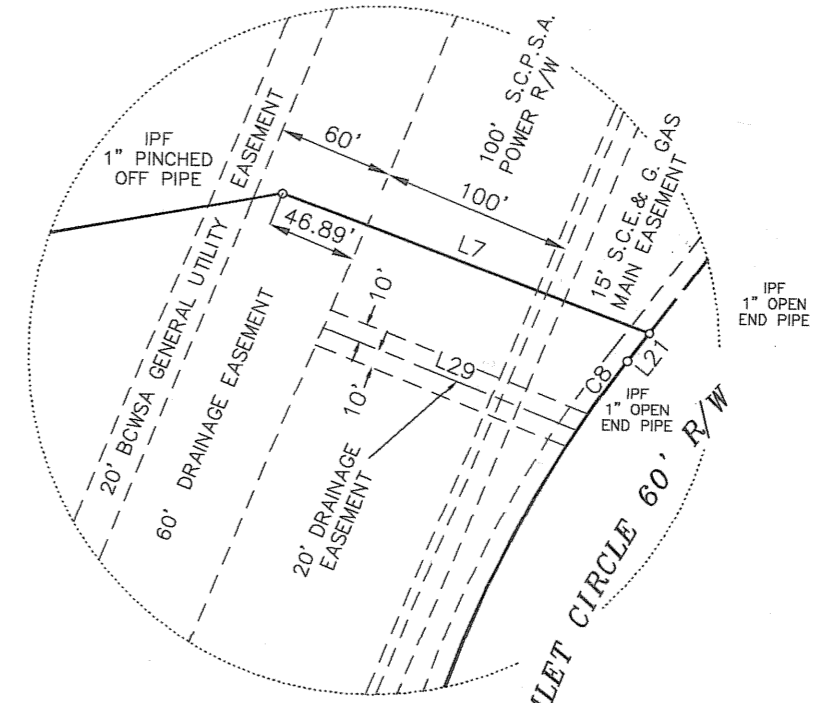 IPF
1" PINCHED
OFF PIPE
20' BCWSA GENERAL UTILITY EASEMENT
60'
100' S.C.P.S.A.
POWER R/W
100'
15' S.C.E.& G. GAS
MAIN EASEMENT
46.89'
L7
60' DRAINAGE EASEMENT
10'
L29
10'
20' DRAINAGE
EASEMENT
IPF
1" OPEN
END PIPE
L21
C8
IPF
1" OPEN
END PIPE
CIRCLE 60' R/W